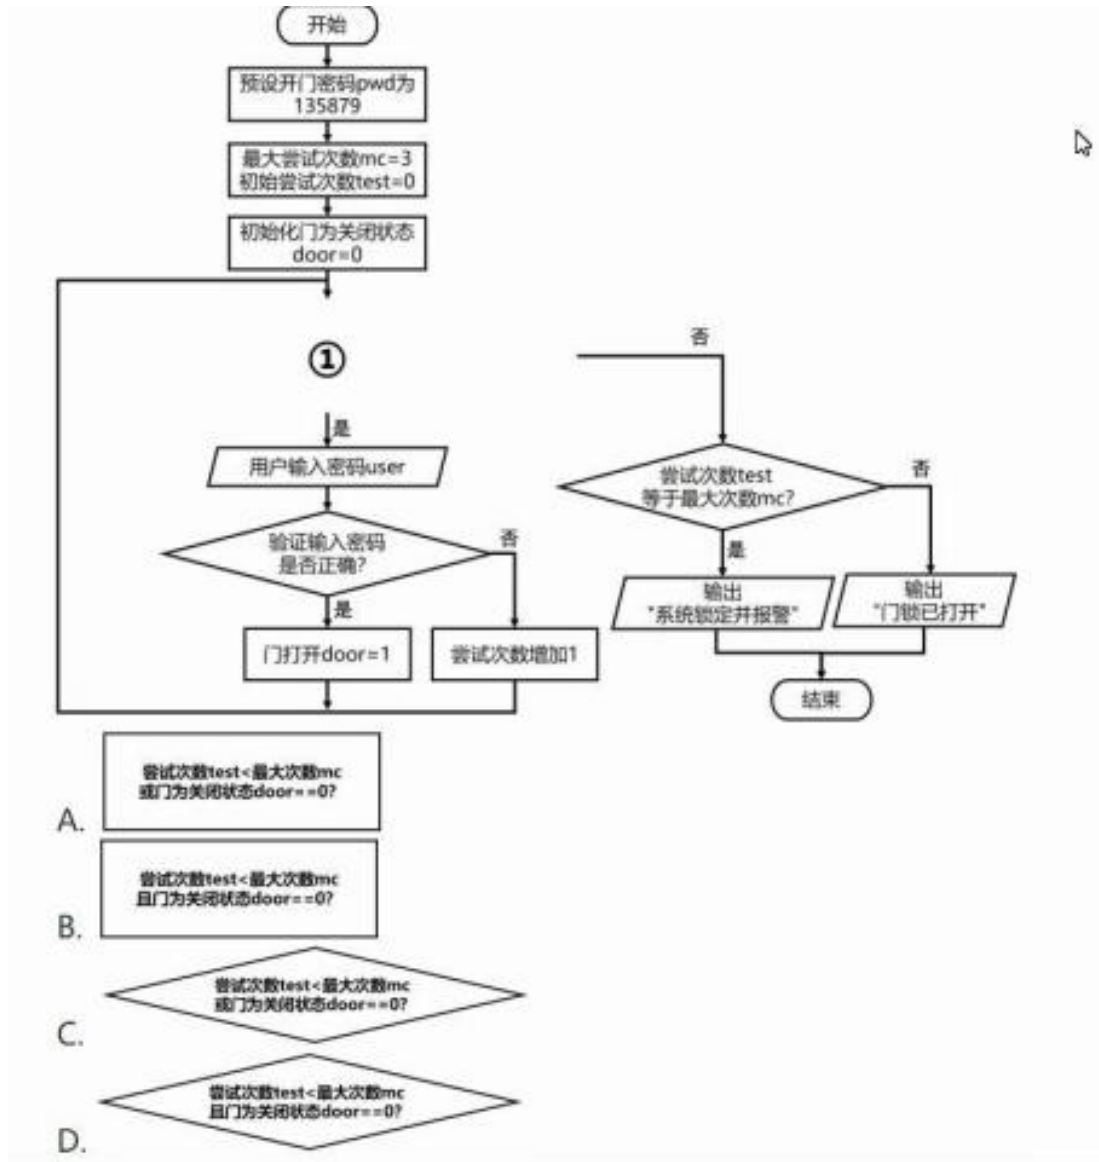 开始
预设开门密码pwd为
135879
最大尝试次数mc=3
初始尝试次数test=0
初始化门为关闭状态
door=0
①
否
是
用户输入密码user
尝试次数test
等于最大次数mc?
否
验证输入密码
是否正确?
否
是
是
输出
"系统锁定并报警"
输出
"门锁已打开"
门打开door=1
尝试次数增加1
结束
尝试次数test<最大次数mc
或门为关闭状态door==0?
A.
尝试次数test<最大次数mc
且门为关闭状态door==0?
B.
尝试次数test<最大次数mc
或门为关闭状态door==0?
C.
尝试次数test<最大次数mc
且门为关闭状态door==0?
D.